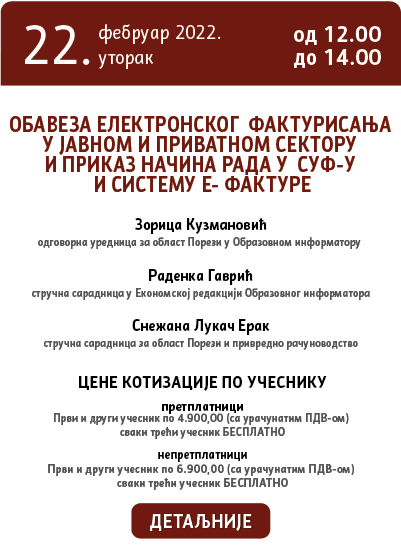 22.
фебруар 2022.
уторак
од 12.00
до 14.00
ОБАВЕЗА ЕЛЕКТРОНСКОГ ФАКТУРИСАЊА
У ЈАВНОМ И ПРИВАТНОМ СЕКТОРУ
И ПРИКАЗ НАЧИНА РАДА У СУФ-У
И СИСТЕМУ Е- ФАКТУРЕ
Зорица Кузмановић
одговорна уредница за област Порези у Образовном информатору
Раденка Гаврић
стручна сарадница у Економској редакцији Образовног информатора
Снежана Лукач Ерак
стручна сарадница за област Порези и привредно рачуноводство
ЦЕНЕ КОТИЗАЦИЈЕ ПО УЧЕСНИКУ
претплатници
Први и други учесник по 4.900,00 (са урачунатим ПДВ-ом)
сваки трећи учесник БЕСПЛАТНО
непретплатници
Први и други учесник по 6.900,00 (са урачунатим ПДВ-ом)
сваки трећи учесник БЕСПЛАТНО
ДЕТАЉНИЈЕ